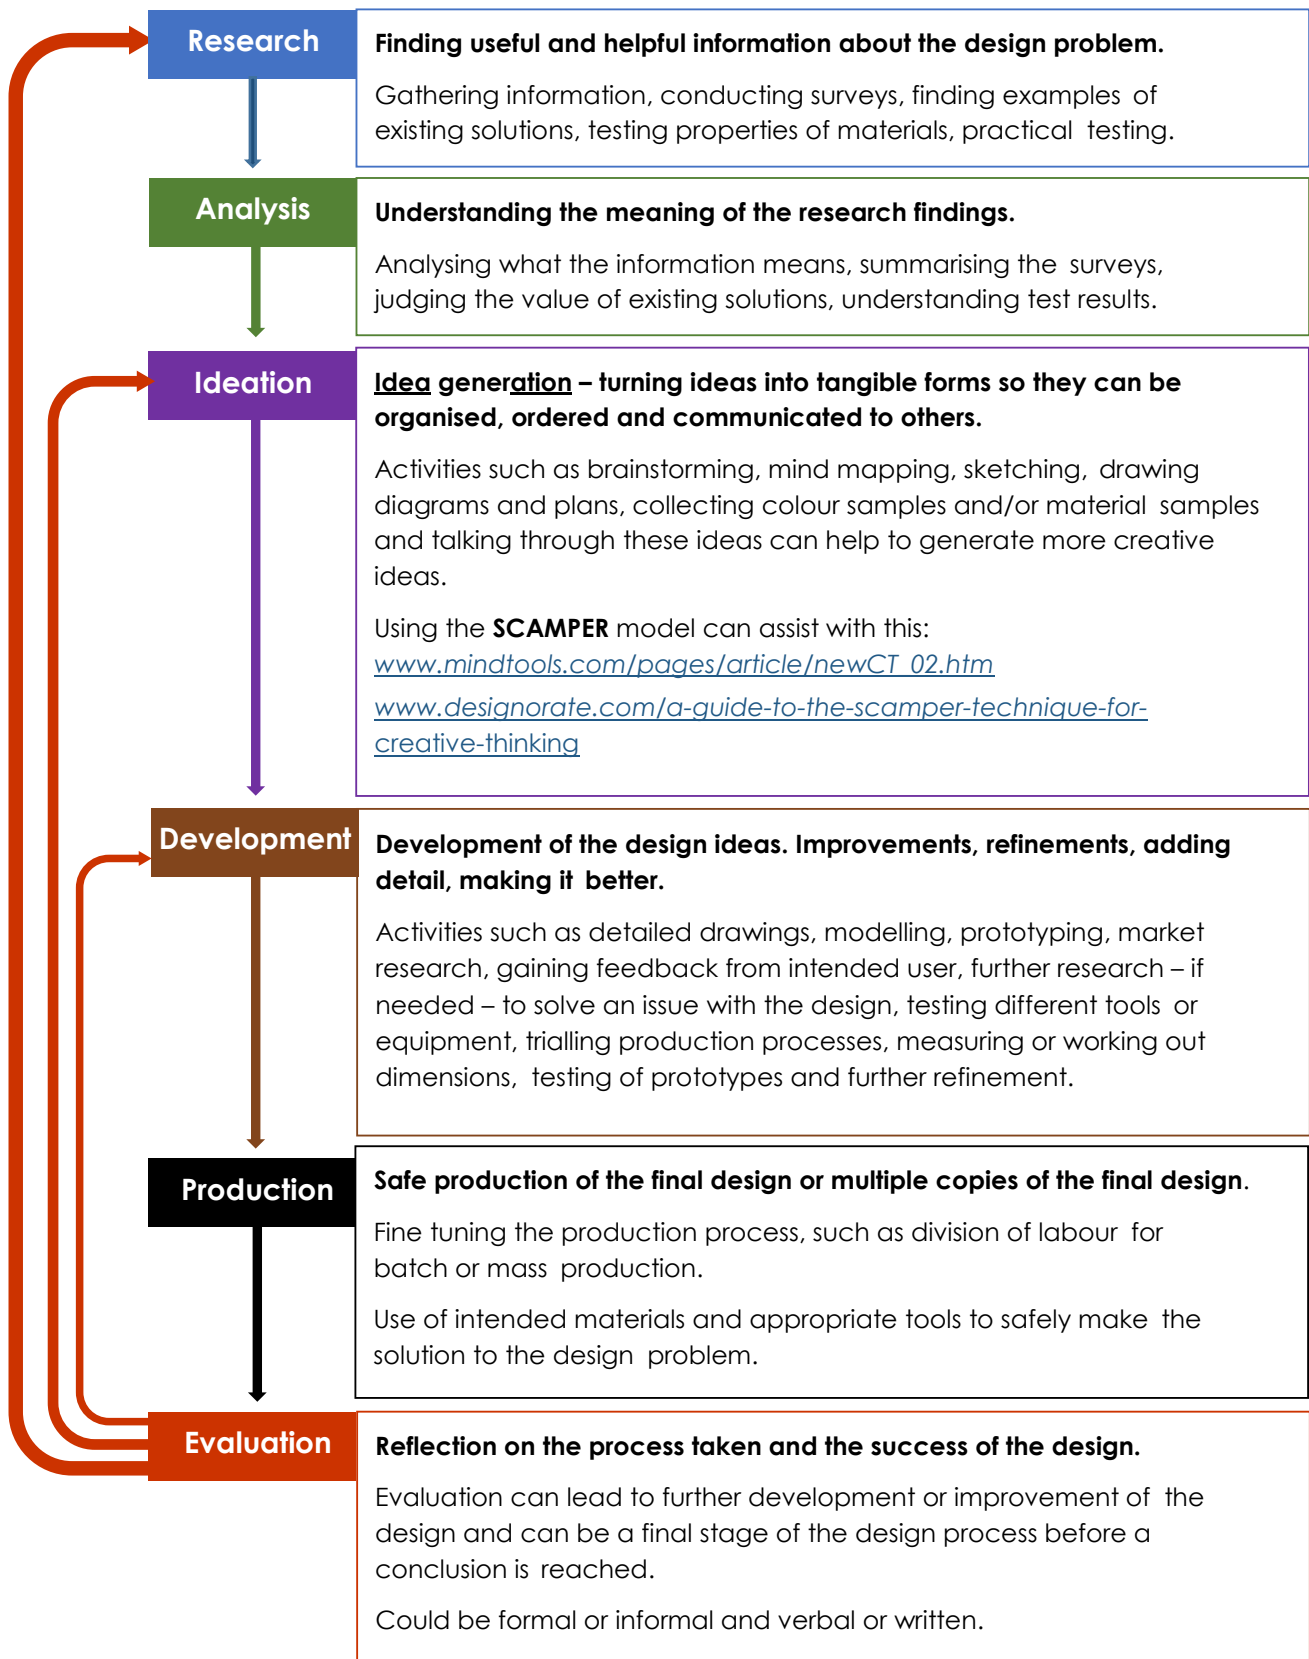 Research
Finding useful and helpful information about the design problem.
Gathering information, conducting surveys, finding examples of
existing solutions, testing properties of materials, practical testing.
Analysis
Understanding the meaning of the research findings.
Analysing what the information means, summarising the surveys,
judging the value of existing solutions, understanding test results.
Ideation
Idea generation – turning ideas into tangible forms so they can be
organised, ordered and communicated to others.
Activities such as brainstorming, mind mapping, sketching, drawing
diagrams and plans, collecting colour samples and/or material samples
and talking through these ideas can help to generate more creative
ideas.
Using the SCAMPER model can assist with this:
www.mindtools.com/pages/article/newCT_02.htm
www.designorate.com/a-guide-to-the-scamper-technique-for-
creative-thinking
Development
Development of the design ideas. Improvements, refinements, adding
detail, making it better.
Activities such as detailed drawings, modelling, prototyping, market
research, gaining feedback from intended user, further research – if
needed – to solve an issue with the design, testing different tools or
equipment, trialling production processes, measuring or working out
dimensions, testing of prototypes and further refinement.
Production
Safe production of the final design or multiple copies of the final design.
Fine tuning the production process, such as division of labour for
batch or mass production.
Use of intended materials and appropriate tools to safely make the
solution to the design problem.
Evaluation
Reflection on the process taken and the success of the design.
Evaluation can lead to further development or improvement of the
design and can be a final stage of the design process before a
conclusion is reached.
Could be formal or informal and verbal or written.